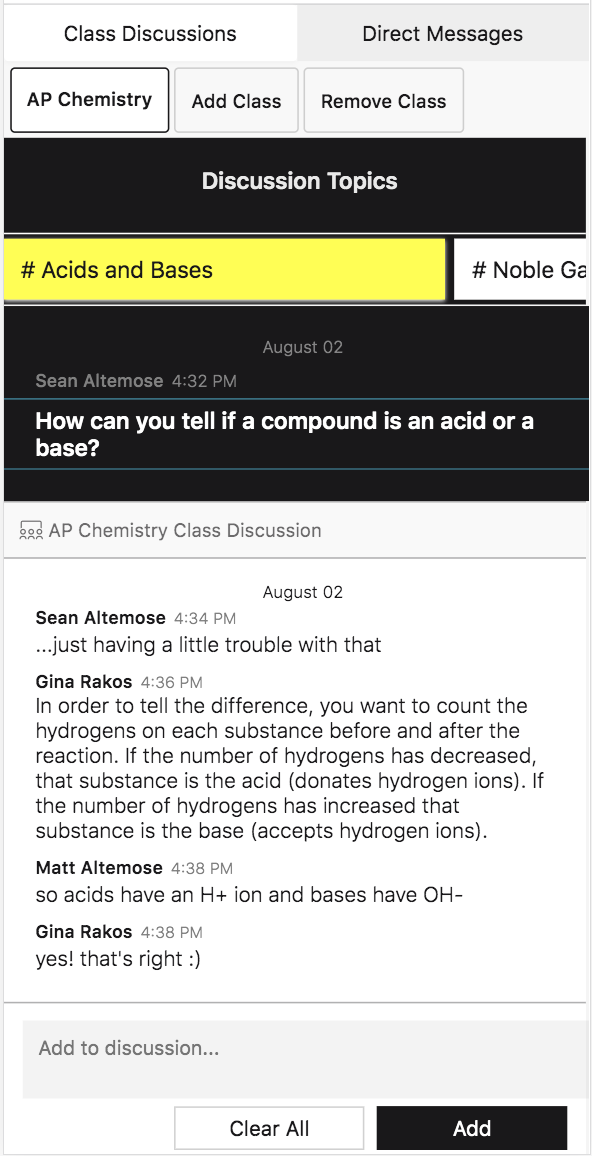 Class Discussions Direct Messages
AP Chemistry Add Class Remove Class
Discussion Topics
# Acids and Bases # Noble Ga
August 02
Sean Altemose 4:32 PM
How can you tell if a compound is an acid or a
base?
AP Chemistry Class Discussion
August 02
Sean Altemose 4:34 PM
...just having a little trouble with that
Gina Rakos 4:36 PM
In order to tell the difference, you want to count the
hydrogens on each substance before and after the
reaction. If the number of hydrogens has decreased,
that substance is the acid (donates hydrogen ions). If
the number of hydrogens has increased that
substance is the base (accepts hydrogen ions).
Matt Altemose 4:38 PM
so acids have an H+ ion and bases have OH-
Gina Rakos 4:38 PM
yes! that's right :)
Add to discussion...
Clear All Add